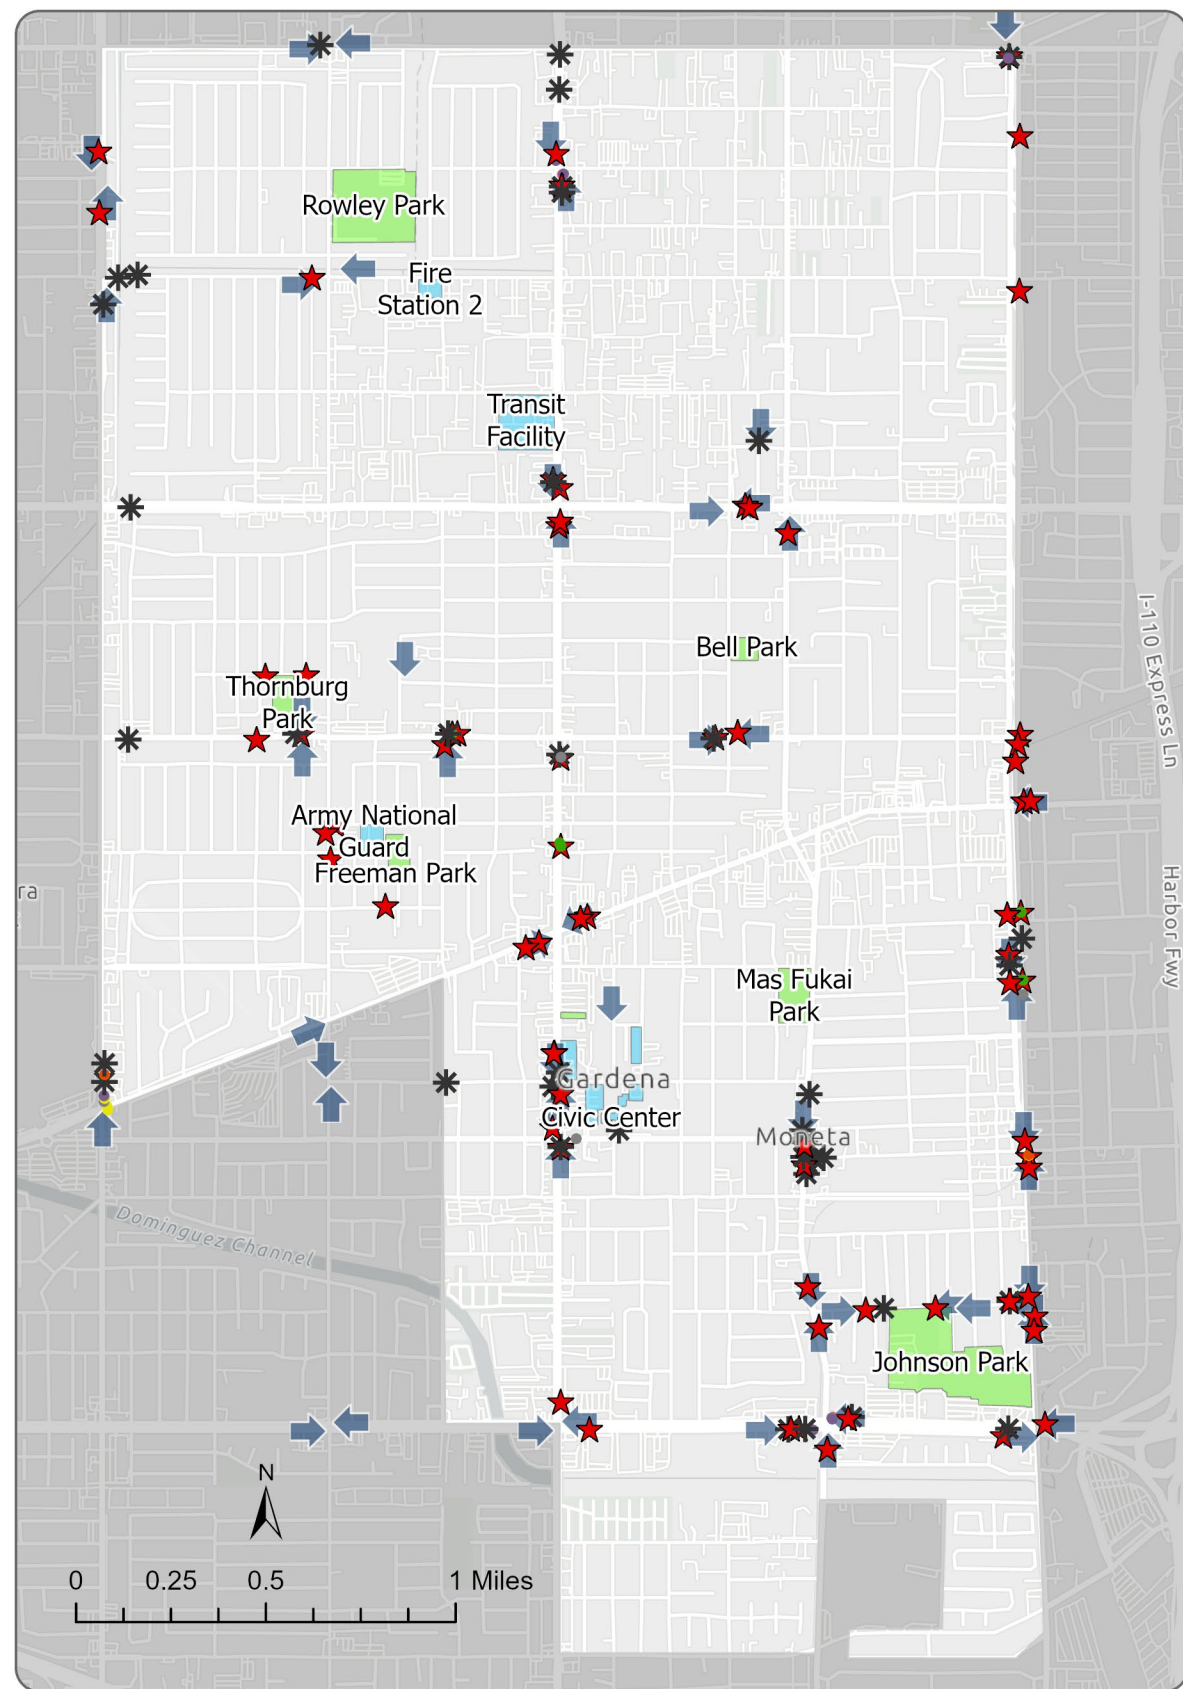 Rowley Park
Fire
Station 2
Transit
Facility
I-110 Express Ln
Bell Park
Thornburg
Park
Army National
Guard
Freeman Park
ra
Harbor Fwy
Mas Fukai
Park
Gardena
Civic Center
Moneta
Dominguez Channel
Johnson Park
N
0 0.25 0.5 1 Miles